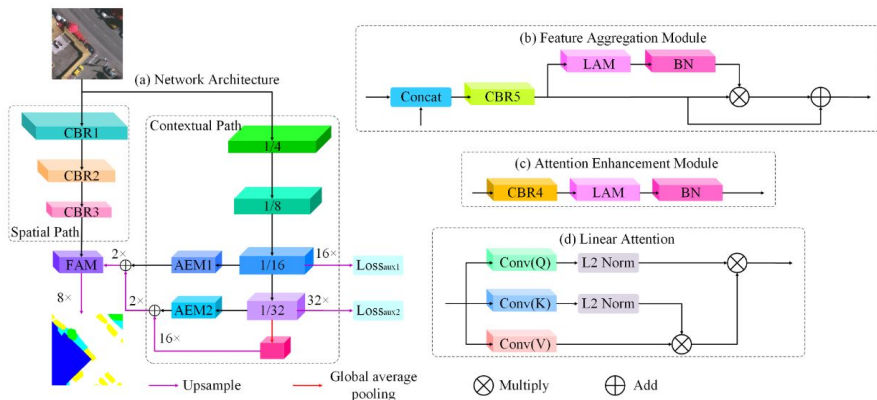 (a) Network Architecture
CBR1
CBR2
CBR3
Spatial Path
Contextual Path
1/4
1/8
FAM
2×
AEM1
1/16
16×
Lossaux1
8×
2×
AEM2
1/32
32×
Lossaux2
16×
Upsample
Global average
pooling
(b) Feature Aggregation Module
LAM
BN
Concat
CBR5
(c) Attention Enhancement Module
CBR4
LAM
BN
(d) Linear Attention
Conv(Q)
L2 Norm
Conv(K)
L2 Norm
Conv(V)
Multiply
Add